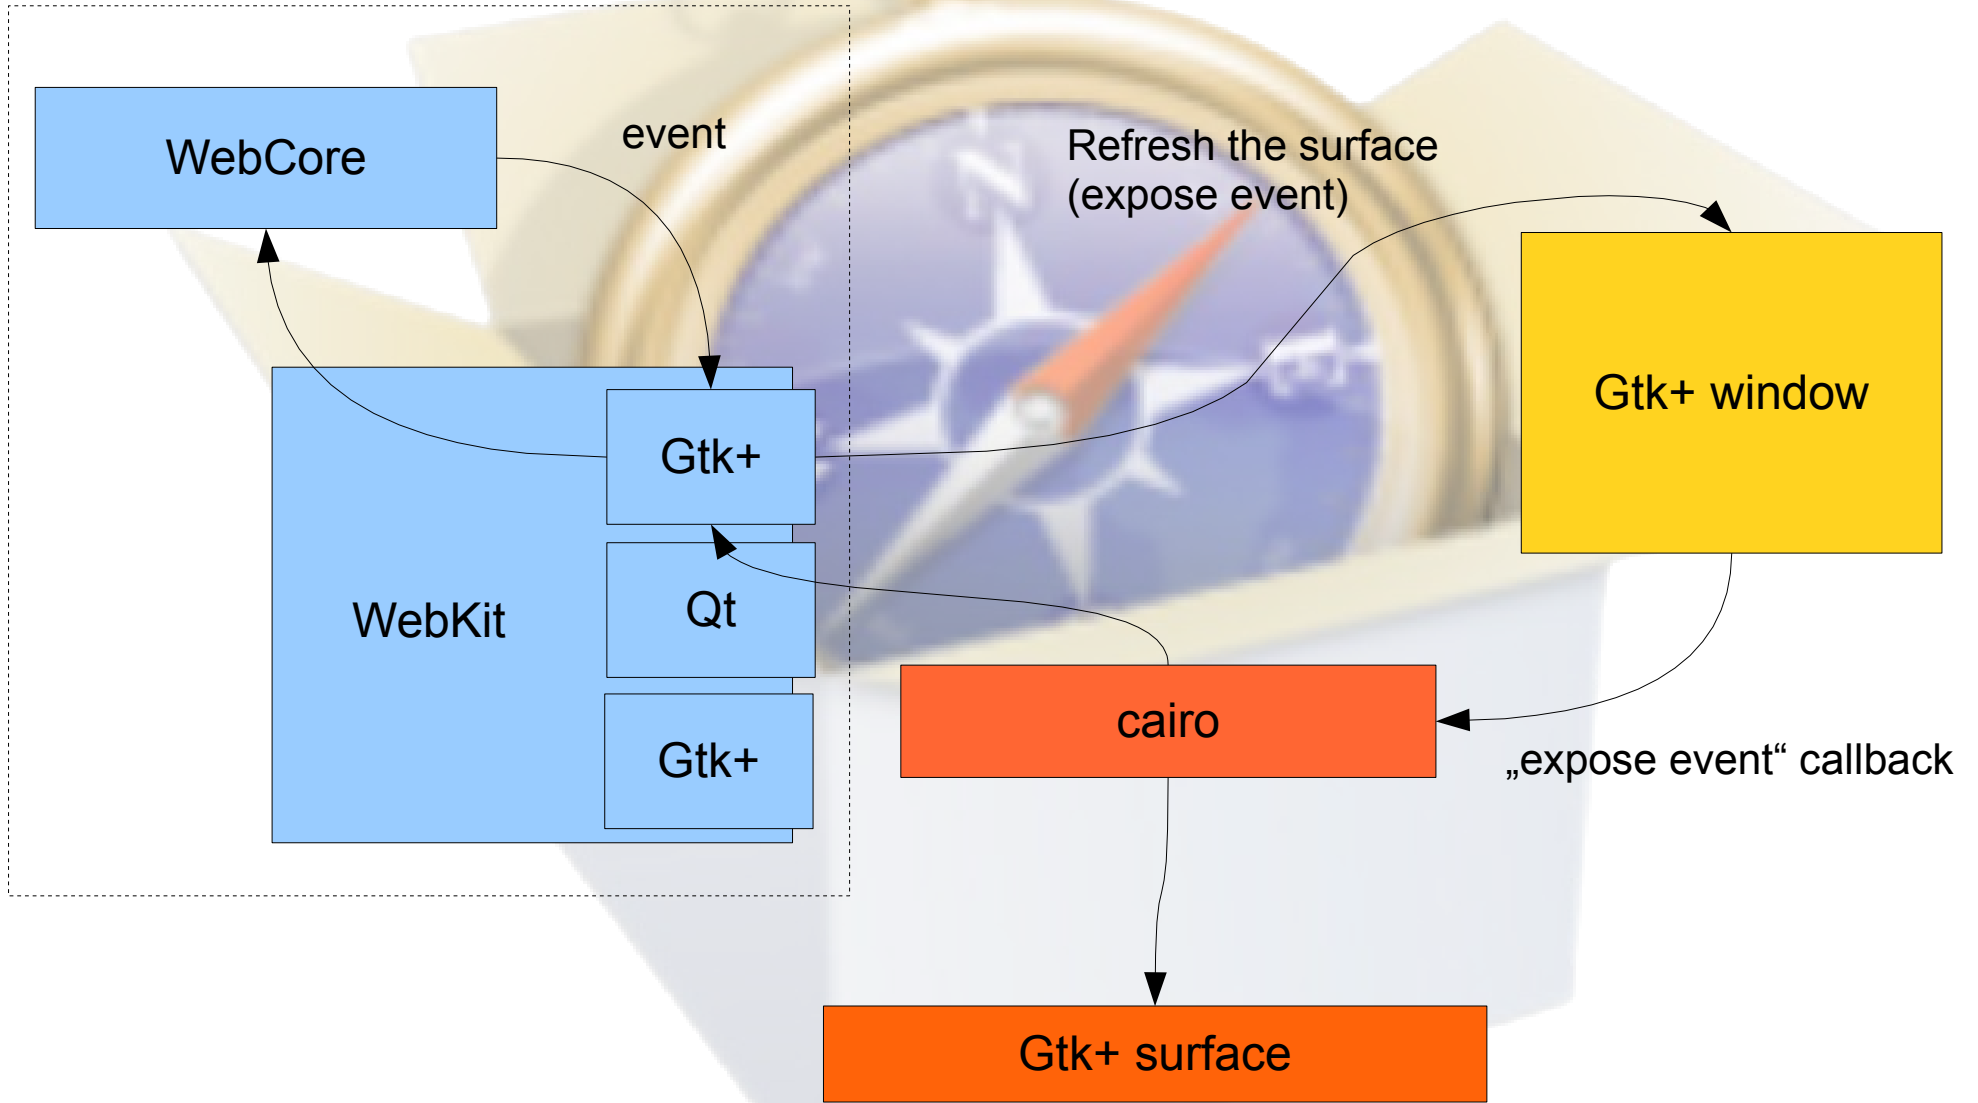 WebCore
event
Refresh the surface
(expose event)
N
E
Gtk+ window
Gtk+
WebKit
Qt
Gtk+
cairo
„expose event“ callback
Gtk+ surface